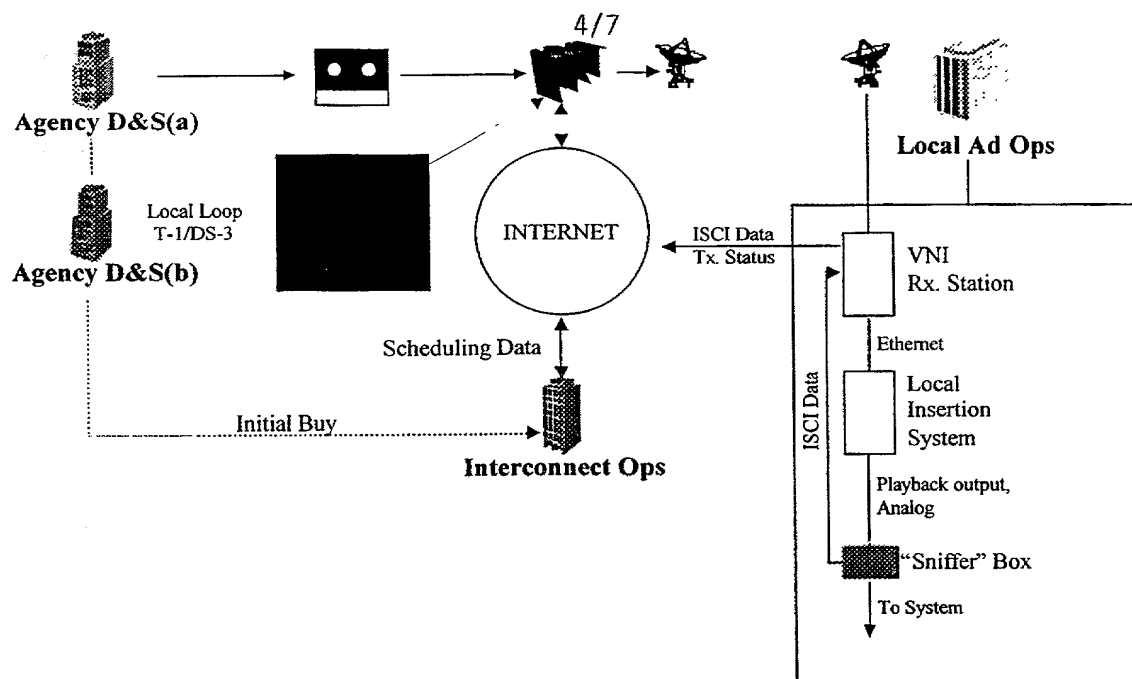 4/7
Agency D&S(a)
Local Ad Ops
Local Loop
T-1/DS-3
Agency D&S(b)
INTERNET
ISCI Data
Tx. Status
VNI
Rx. Station
Scheduling Data
Ethernet
ISCI Data
Local
Insertion
System
Initial Buy
Interconnect Ops
Playback output,
Analog
"Sniffer" Box
To System